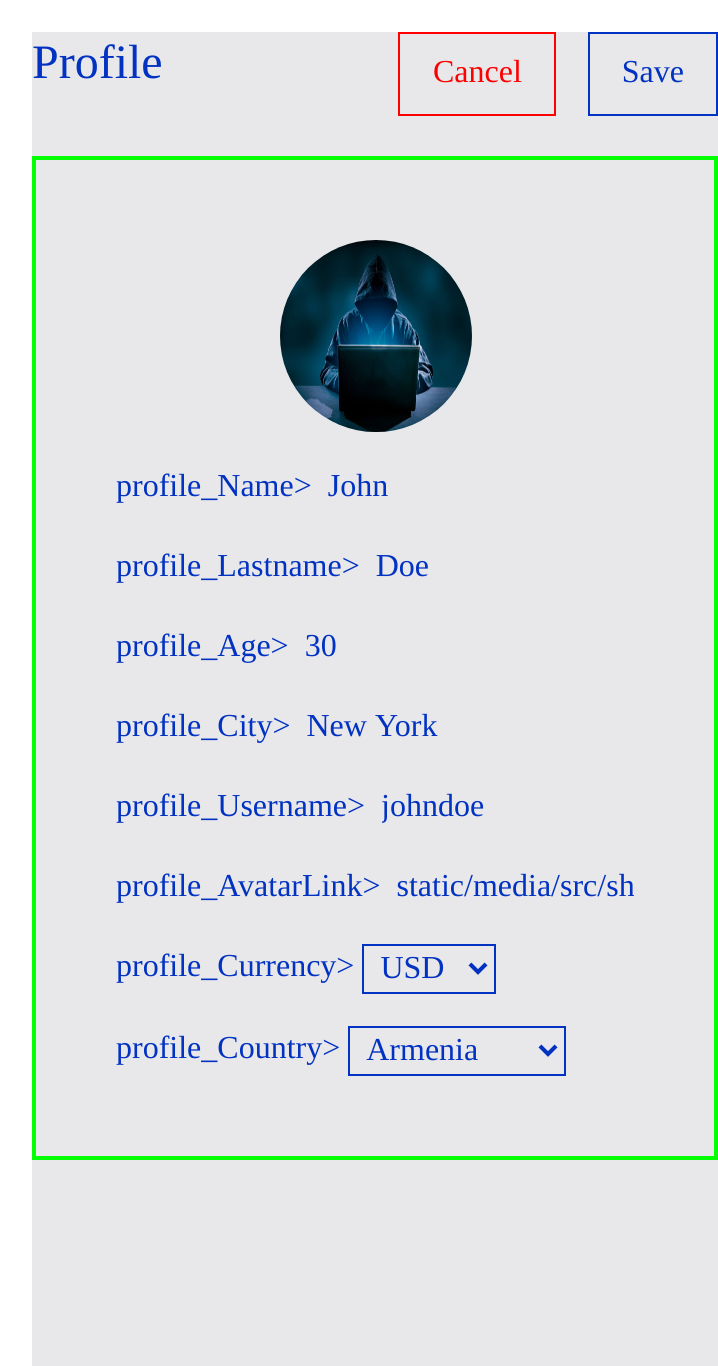 Profile
Cancel
Save
profile_Name> John
profile_Lastname> Doe
profile_Age> 30
profile_City> New York
profile_Username> johndoe
profile_AvatarLink> static/media/src/sh
profile_Currency> USD
profile_Country> Armenia